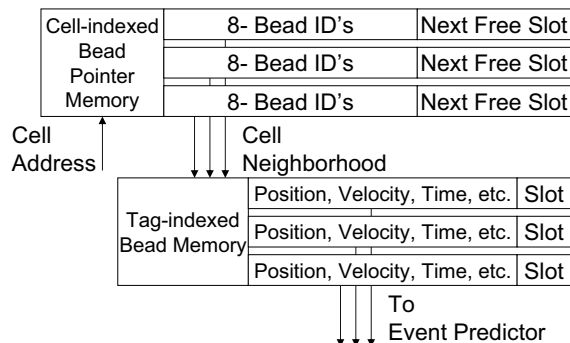 Cell-indexed
Bead
Pointer
Memory
8- Bead ID's Next Free Slot
8- Bead ID's Next Free Slot
8- Bead ID's Next Free Slot
Cell
Address
Cell
Neighborhood
Tag-indexed
Bead Memory
Position, Velocity, Time, etc. Slot
Position, Velocity, Time, etc. Slot
Position, Velocity, Time, etc. Slot
To
Event Predictor